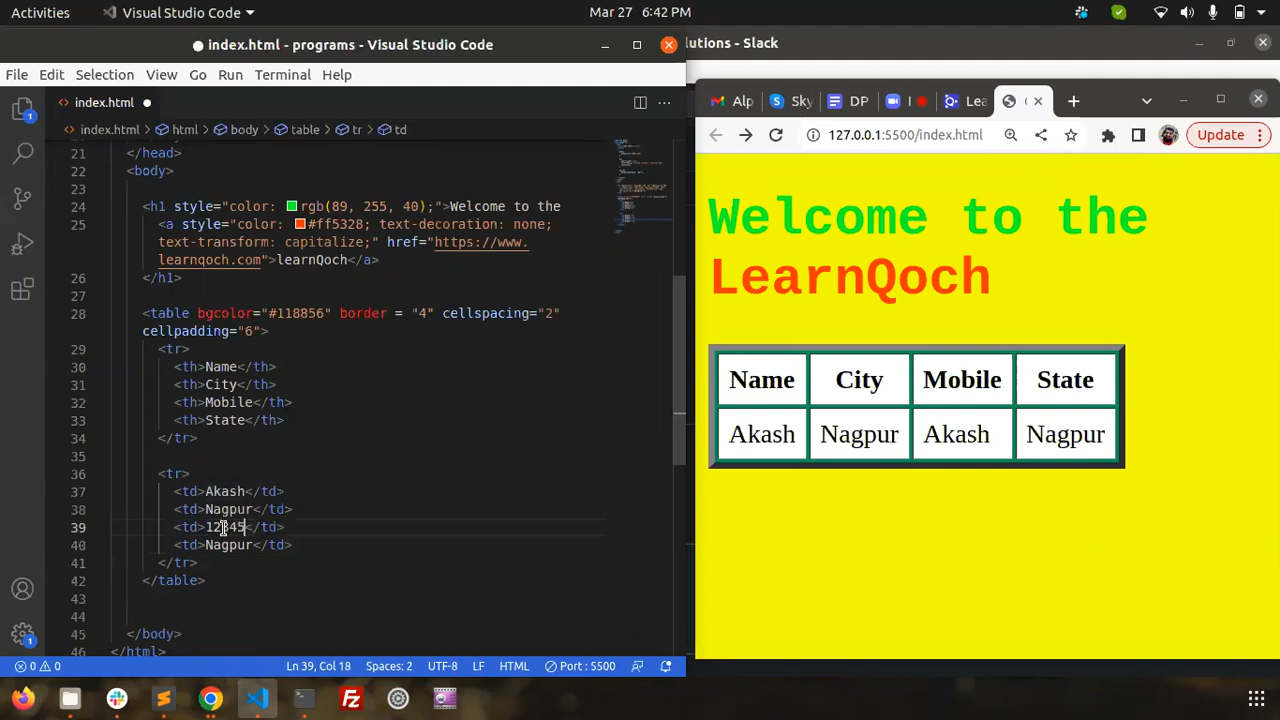 Activities
Visual Studio Code
Mar 27 6:42 PM
index.html - programs - Visual Studio Code
File Edit Selection View Go Run Terminal Help
index.html
index.html > html > body > table > tr > td
21 </head>
22 <body>
23
24 <h1 style="color: rgb(89, 255, 40);">Welcome to the
25 <a style="color: #ff5328; text-decoration: none;
text-transform: capitalize;" href="https://www.
learnqoch.com">learnQoch</a>
26 </h1>
27
28 <table bgcolor="#118856" border = "4" cellspacing="2"
cellpadding="6">
29 <tr>
30 <th>Name</th>
31 <th>City</th>
32 <th>Mobile</th>
33 <th>State</th>
34 </tr>
35
36 <tr>
37 <td>Akash</td>
38 <td>Nagpur</td>
39 <td>12345</td>
40 <td>Nagpur</td>
41 </tr>
42 </table>
43
44
45 </body>
46 </html>
1
1
0 0 Ln 39, Col 18 Spaces: 2 UTF-8 LF HTML Port : 5500
lutions - Slack
Alp Sky DP I Lea
127.0.0.1:5500/index.html
Update
Welcome to the
LearnQoch
Name City Mobile State
Akash Nagpur Akash Nagpur